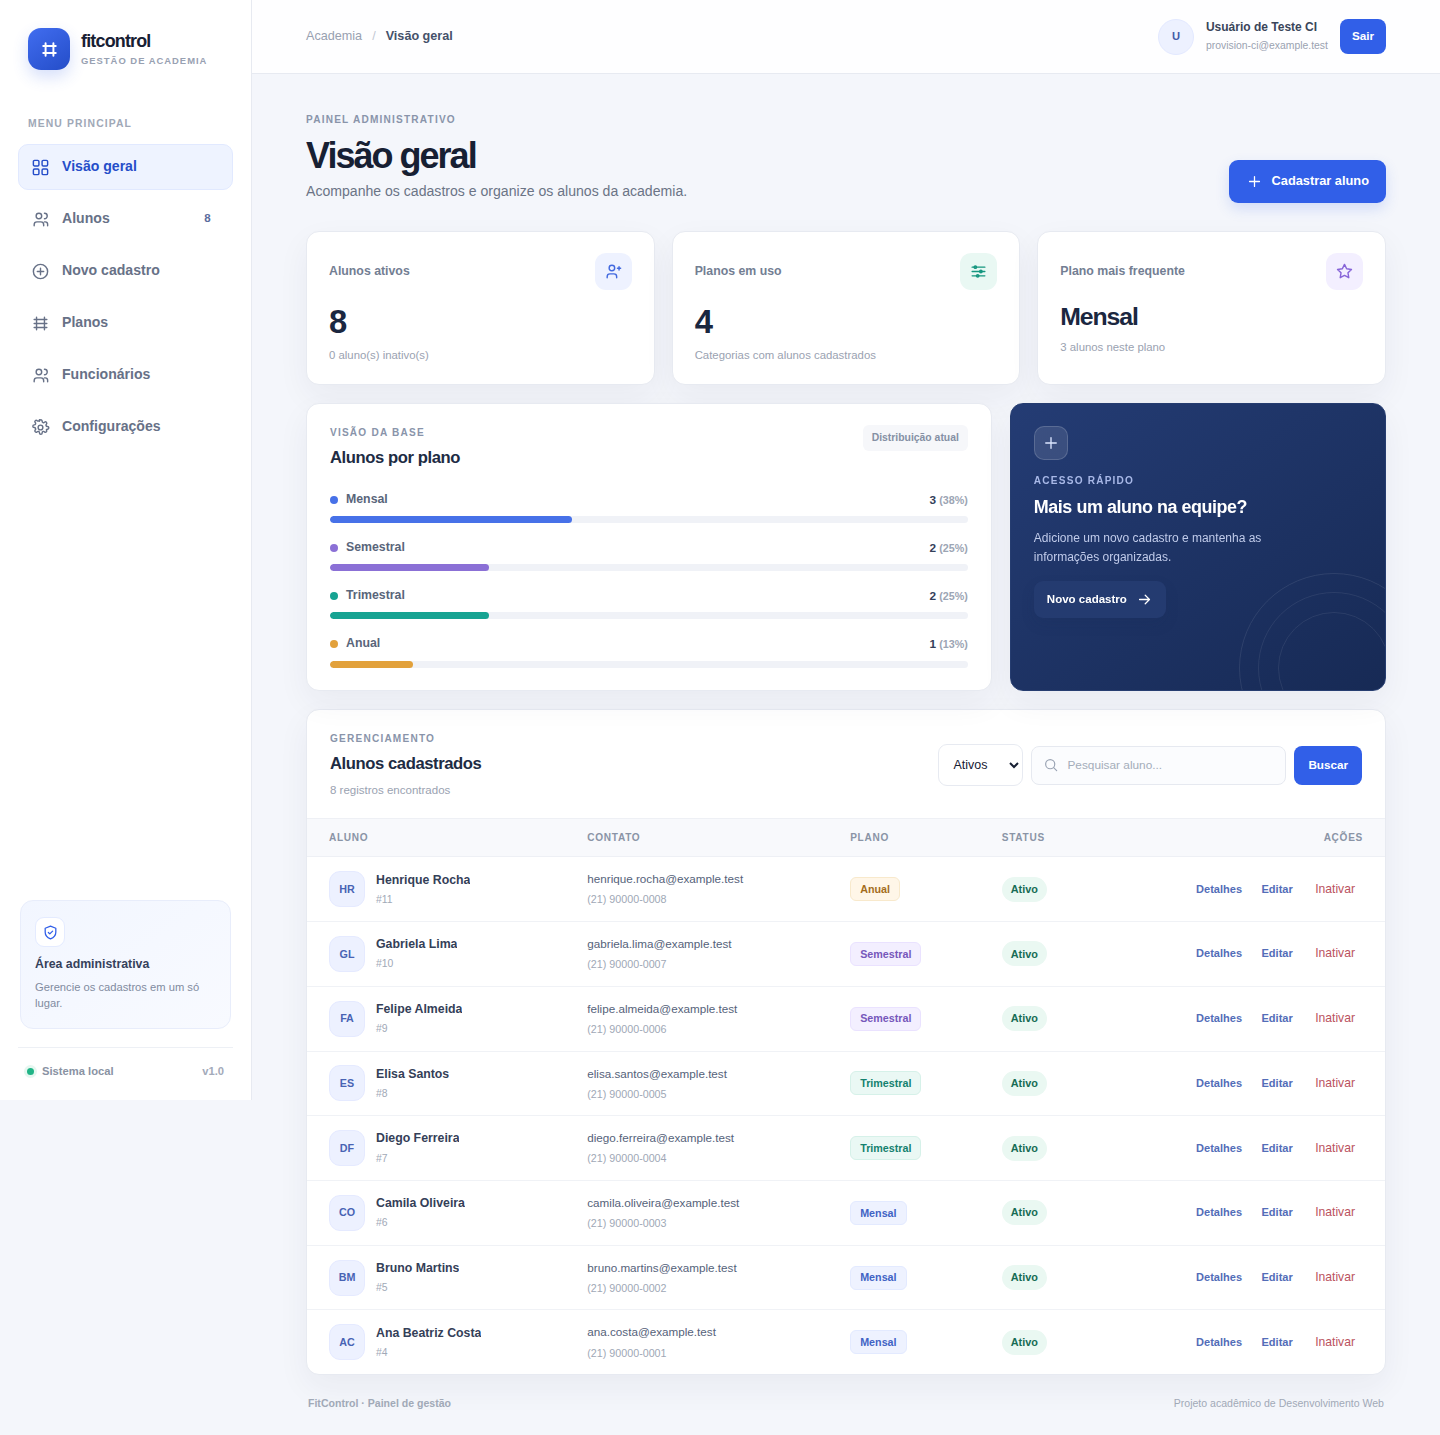 fitcontrol
GESTÃO DE ACADEMIA
MENU PRINCIPAL
Visão geral
Alunos 8
Novo cadastro
Planos
Funcionários
Configurações
Área administrativa
Gerencie os cadastros em um só
lugar.
Sistema local v1.0
Academia / Visão geral
U
Usuário de Teste CI
provision-ci@example.test
Sair
PAINEL ADMINISTRATIVO
Visão geral
Acompanhe os cadastros e organize os alunos da academia.
Cadastrar aluno
Alunos ativos
8
0 aluno(s) inativo(s)
Planos em uso
4
Categorias com alunos cadastrados
Plano mais frequente
Mensal
3 alunos neste plano
VISÃO DA BASE
Alunos por plano
Distribuição atual
Mensal 3 (38%)
Semestral 2 (25%)
Trimestral 2 (25%)
Anual 1 (13%)
ACESSO RÁPIDO
Mais um aluno na equipe?
Adicione um novo cadastro e mantenha as
informações organizadas.
Novo cadastro
GERENCIAMENTO
Alunos cadastrados
8 registros encontrados
Ativos
Pesquisar aluno...
Buscar
ALUNO CONTATO PLANO STATUS AÇÕES
HR Henrique Rocha henrique.rocha@example.test Anual Ativo Detalhes Editar Inativar
#11 (21) 90000-0008
GL Gabriela Lima gabriela.lima@example.test Semestral Ativo Detalhes Editar Inativar
#10 (21) 90000-0007
FA Felipe Almeida felipe.almeida@example.test Semestral Ativo Detalhes Editar Inativar
#9 (21) 90000-0006
ES Elisa Santos elisa.santos@example.test Trimestral Ativo Detalhes Editar Inativar
#8 (21) 90000-0005
DF Diego Ferreira diego.ferreira@example.test Trimestral Ativo Detalhes Editar Inativar
#7 (21) 90000-0004
CO Camila Oliveira camila.oliveira@example.test Mensal Ativo Detalhes Editar Inativar
#6 (21) 90000-0003
BM Bruno Martins bruno.martins@example.test Mensal Ativo Detalhes Editar Inativar
#5 (21) 90000-0002
AC Ana Beatriz Costa ana.costa@example.test Mensal Ativo Detalhes Editar Inativar
#4 (21) 90000-0001
FitControl · Painel de gestão Projeto acadêmico de Desenvolvimento Web